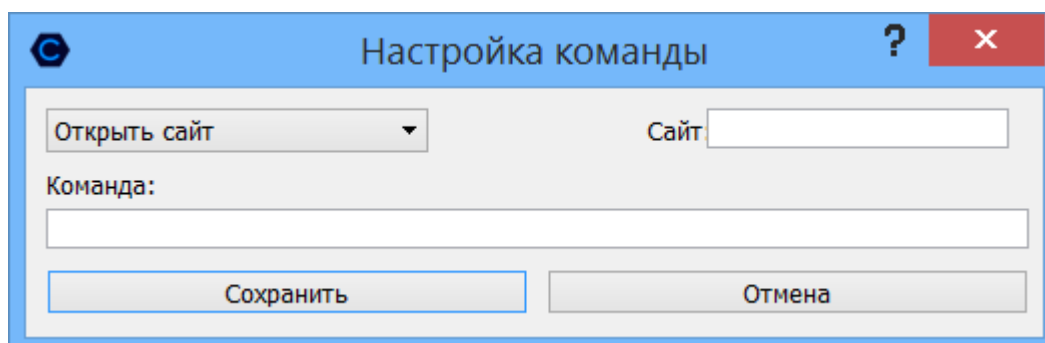 Настройка команды ?
Открыть сайт Сайт:
Команда:
Сохранить Отмена